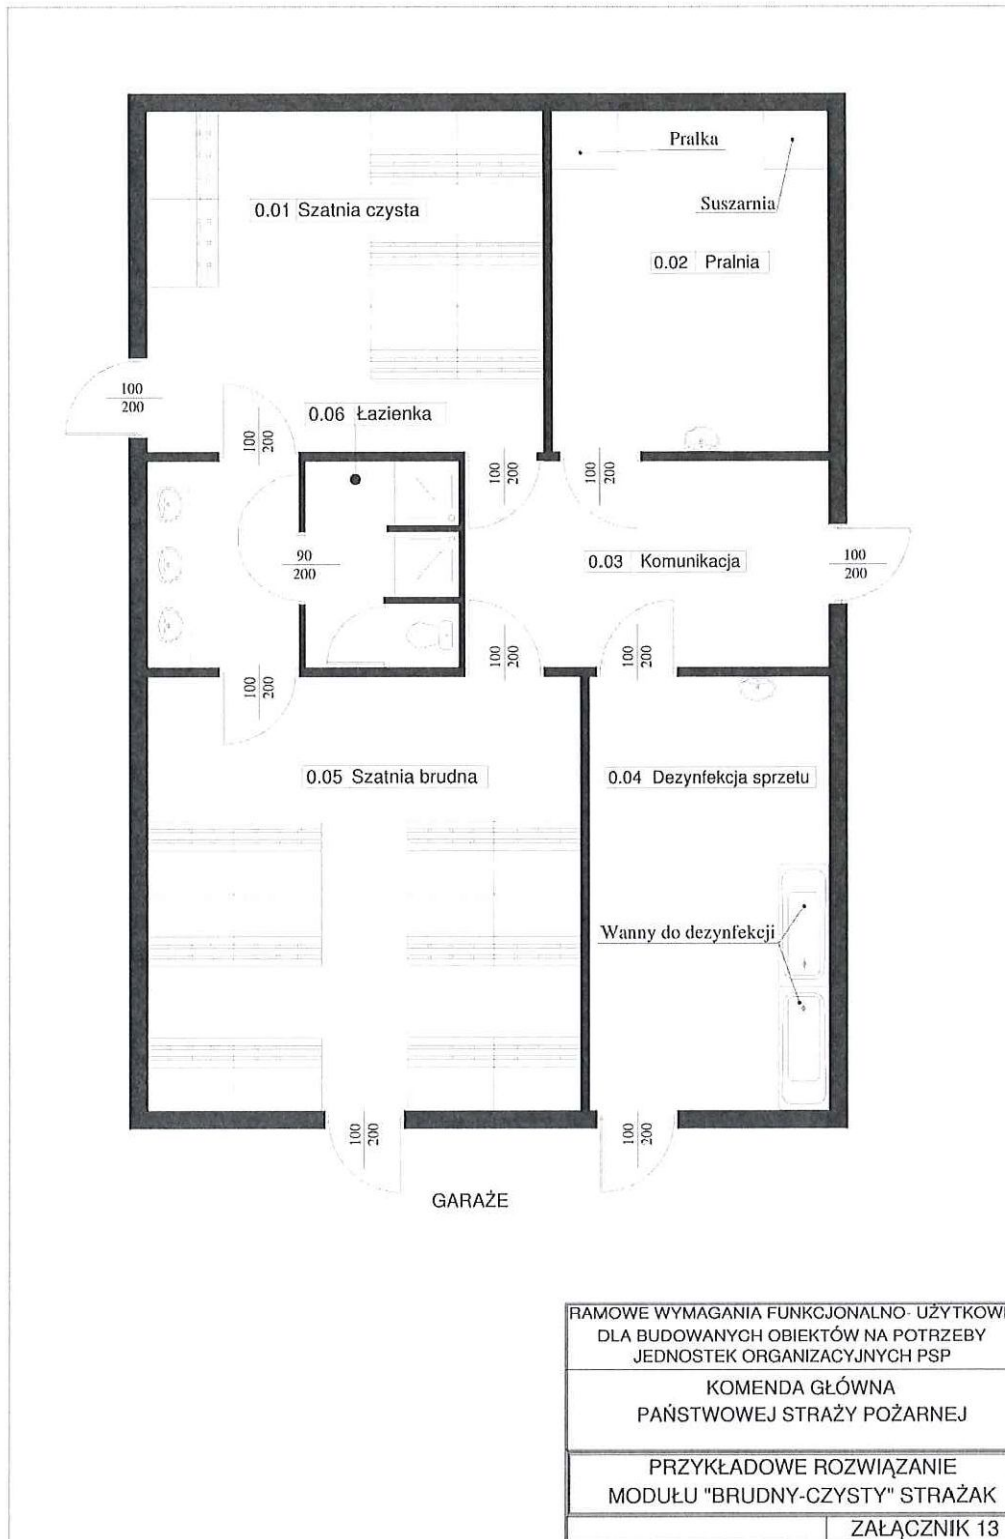 Pralka
Suszarnia
0.01 Szatnia czysta
0.02 Pralnia
100
200
0.06 Łazienka
100
200
100
200
100
200
90
200
0.03 Komunikacja
100
200
100
200
100
200
100
200
0.05 Szatnia brudna
0.04 Dezynfekcja sprzetu
Wanny do dezynfekcji
100
200
100
200
GARAŻE
RAMOWE WYMAGANIA FUNKCJONALNO- UŻYTKOWE
DLA BUDOWANYCH OBIEKTÓW NA POTRZEBY
JEDNOSTEK ORGANIZACYJNYCH PSP
KOMENDA GŁÓWNA
PAŃSTWOWEJ STRAŻY POŻARNEJ
PRZYKŁADOWE ROZWIĄZANIE
MODUŁU "BRUDNY-CZYSTY" STRAŻAK
ZAŁĄCZNIK 13